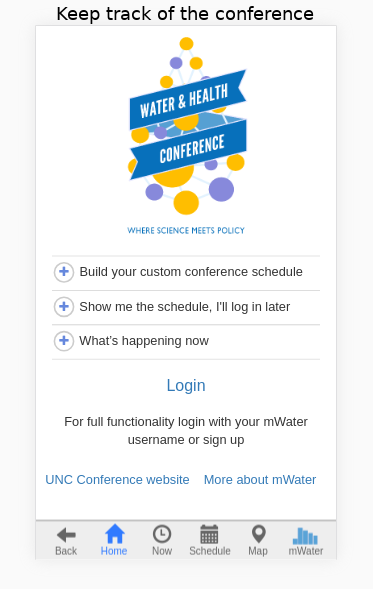 Keep track of the conference
WATER & HEALTH
CONFERENCE
WHERE SCIENCE MEETS POLICY
Build your custom conference schedule
Show me the schedule, I'll log in later
What's happening now
Login
For full functionality login with your mWater
username or sign up
UNC Conference website More about mWater
Back Home Now Schedule Map mWater